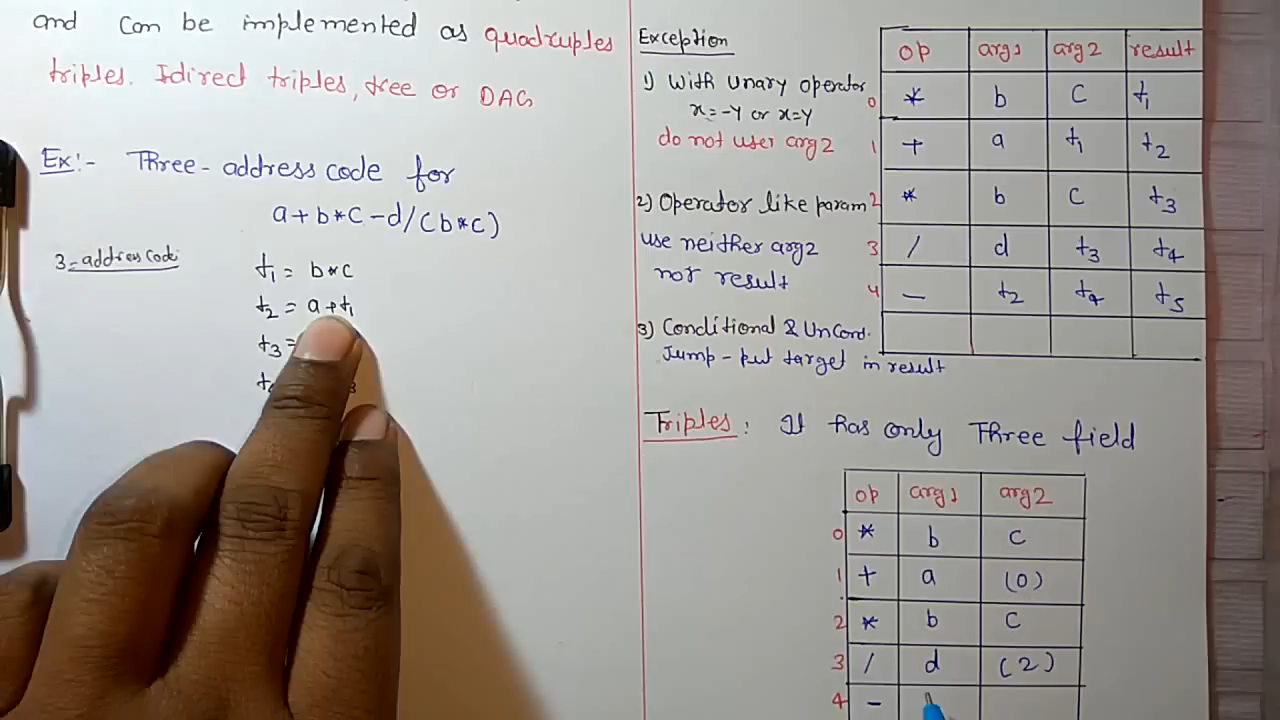 and can be implemented as quadruples
triples. Idirect triples, tree or DAG
Ex:- Three-address code for
a+b*c-d/(b*c)
3-address code
t1 = b*c
t2 = a+t1
t3 =
Exception
1) With unary operator
x=-y or x=y
do not user arg2
2) Operator like param
use neither arg2
nor result
3) Conditional & UnCond.
Jump - put target in result
op arg1 arg2 result
0 * b c t1
1 + a t1 t2
2 * b c t3
3 / d t3 t4
4 - t2 t4 t5
Triples: It has only Three field
op arg1 arg2
0 * b c
1 + a (0)
2 * b c
3 / d (2)
4 -